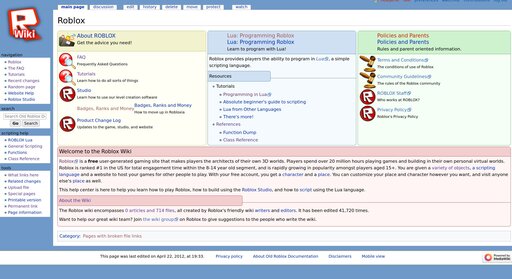 main page discussion edit history delete move protect watch
Roblox
Wiki
navigation
Roblox
The FAQ
Tutorials
Recent changes
Random page
Website help
Roblox Studio
search
Search Old Roblox Do
Go Search
scripting help
ROBLOX Lua
General Scripting
Functions
Class Reference
tools
What links here
Related changes
Upload file
Special pages
Printable version
Permanent link
Page information
About ROBLOX
Get the advice you need!
FAQ
Frequently Asked Questions
Tutorials
Learn how to do all sorts of things
Studio
Learn how to use our level creation software
Badges, Ranks and Money Badges, Ranks and Money
How to move up in Roblox
Product Change Log
Updates to the game, studio, and website
Lua: Programming Roblox
Lua: Programming Roblox
Learn to program with Lua!
Roblox provides players the ability to program in Lua, a simple
scripting language.
Resources
Tutorials
Programming in Lua
Absolute beginner's guide to scripting
Lua from Other Languages
There's more!
References
Function Dump
Class Reference
Policies and Parents
Policies and Parents
Rules and parent oriented information.
Terms and Conditions
The conditions of use of Roblox
Community Guidelines
The rules of the Roblox Community
ROBLOX Staff
Who works at ROBLOX?
Privacy Policy
Roblox's Privacy Policy
Welcome to the Roblox Wiki
Roblox is a free user-generated gaming site that makes players the architects of their own 3D worlds. Players spend over 20 million hours playing games and building in their own personal virtual worlds.
Roblox is ranked #1 in the US for total engagement time within the 8-14 year old segment, and is rapidly growing in popularity amongst players aged 15+. You are given a variety of objects, a scripting
language and a website to host your games for other people to play. With your free account, you get a character and a place. You can customize your place and character however you want, and visit anyone
else's place as well.
This help center is here to help you learn how to play Roblox, how to building using the Roblox Studio, and how to script using the Lua language.
About the Wiki
The Roblox wiki encompasses 0 articles and 714 files, all created by Roblox's friendly wiki writers and editors. It has been edited 41,720 times.
Want to help our great wiki team? Join the wiki group on Roblox to give suggestions to the people who write the wiki.
Category: Pages with broken file links
This page was last edited on April 22, 2012, at 19:33. Privacy policy About Old Roblox Documentation Disclaimers Mobile view
Powered by
MediaWiki